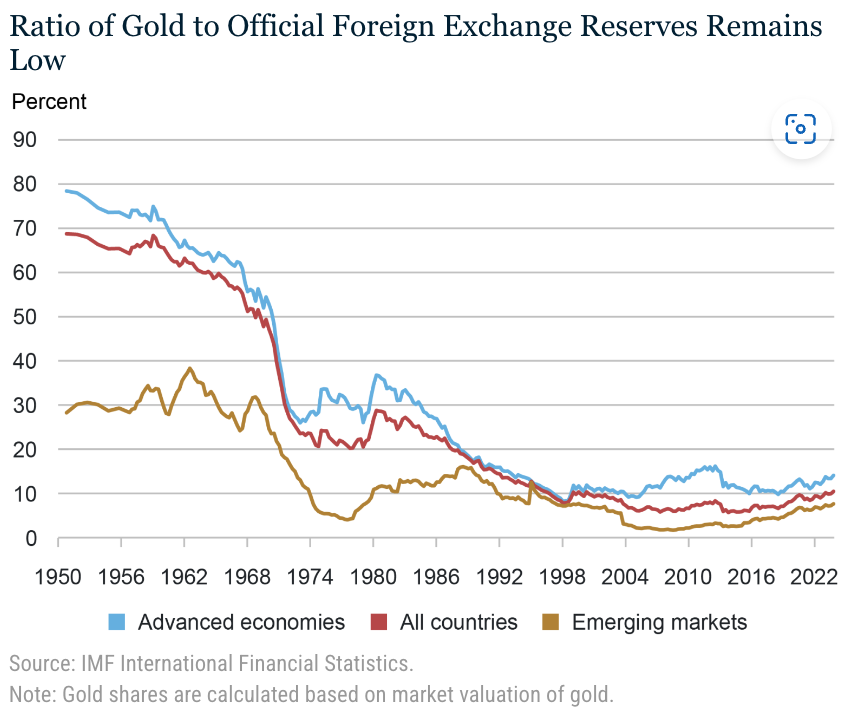 Ratio of Gold to Official Foreign Exchange Reserves Remains
Low
Percent
90
80
70
60
50
40
30
20
10
0
1950 1956 1962 1968 1974 1980 1986 1992 1998 2004 2010 2016 2022
Advanced economies All countries Emerging markets
Source: IMF International Financial Statistics.
Note: Gold shares are calculated based on market valuation of gold.